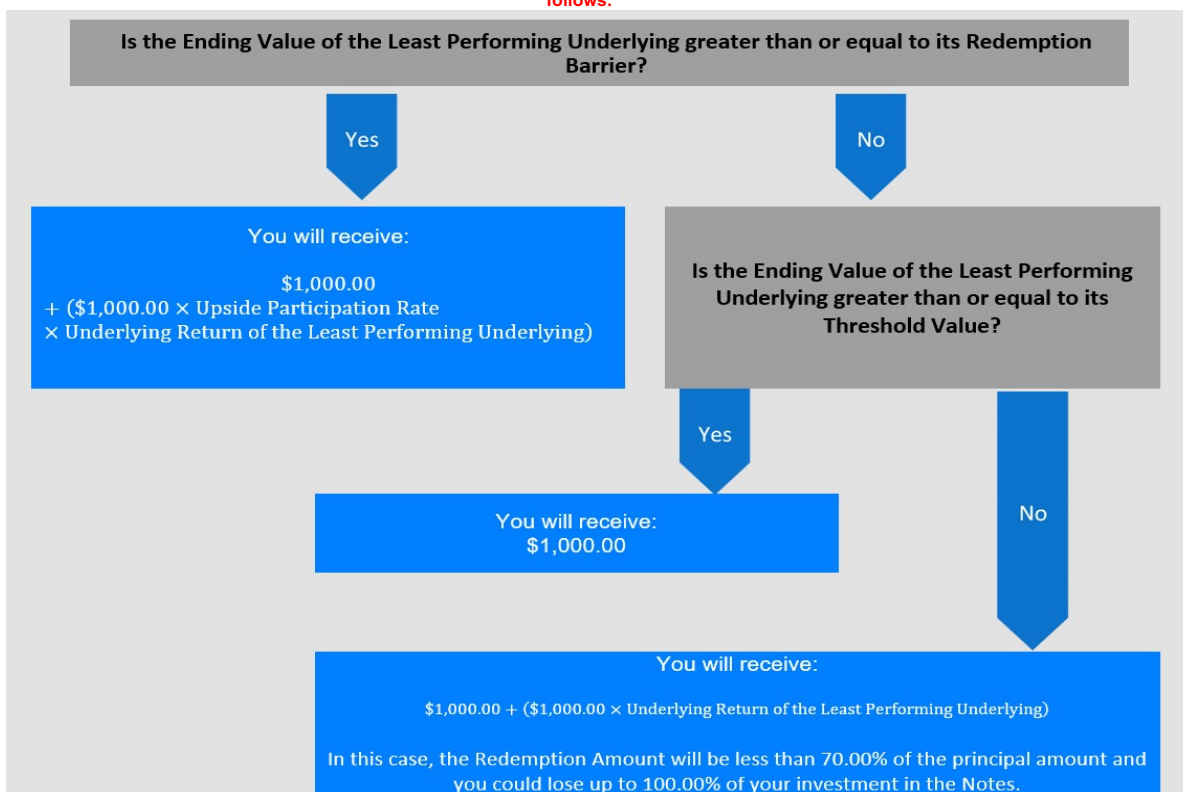 follows:
Is the Ending Value of the Least Performing Underlying greater than or equal to its Redemption
Barrier?
Yes
No
You will receive:
$1,000.00
+ ($1,000.00 × Upside Participation Rate
× Underlying Return of the Least Performing Underlying)
Is the Ending Value of the Least Performing
Underlying greater than or equal to its
Threshold Value?
Yes
No
You will receive:
$1,000.00
You will receive:
$1,000.00 + ($1,000.00 × Underlying Return of the Least Performing Underlying)
In this case, the Redemption Amount will be less than 70.00% of the principal amount and
you could lose up to 100.00% of your investment in the Notes.